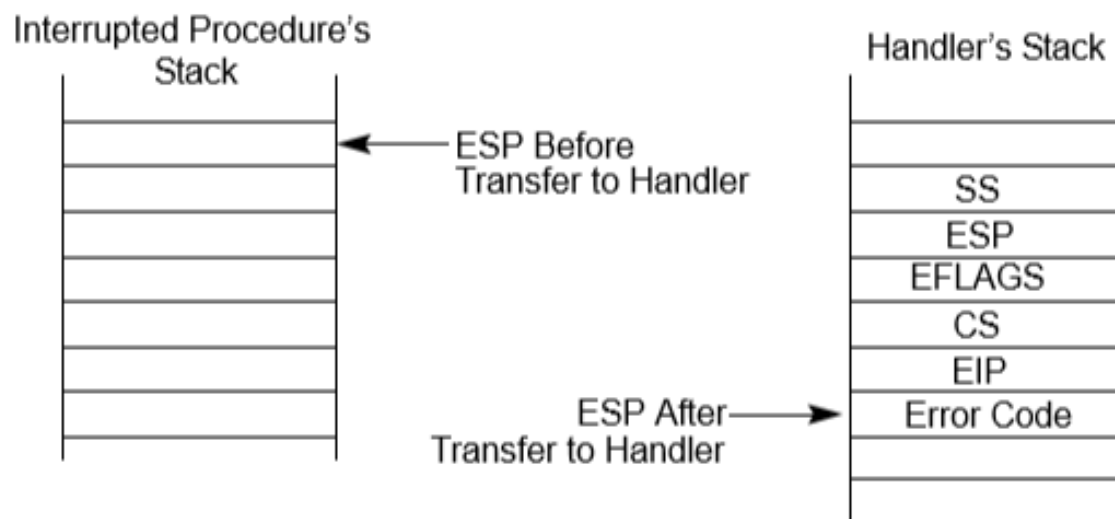 Interrupted Procedure's
Stack
Handler's Stack
ESP Before
Transfer to Handler
SS
ESP
EFLAGS
CS
EIP
Error Code
ESP After
Transfer to Handler